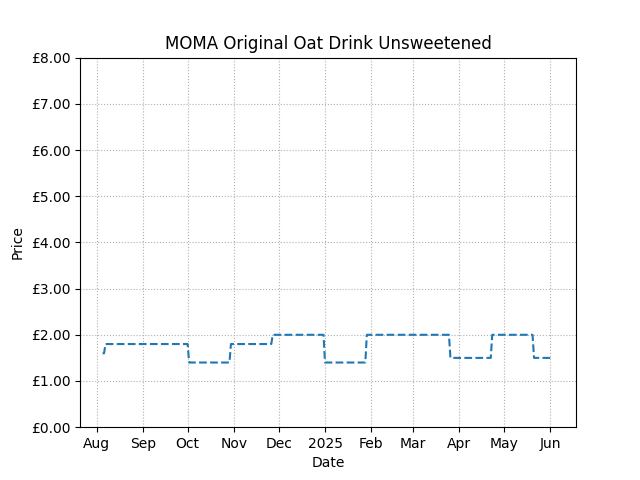 MOMA Original Oat Drink Unsweetened
£8.00
£7.00
£6.00
£5.00
£4.00
£3.00
£2.00
£1.00
£0.00
Price
Aug Sep Oct Nov Dec 2025 Feb Mar Apr May Jun
Date